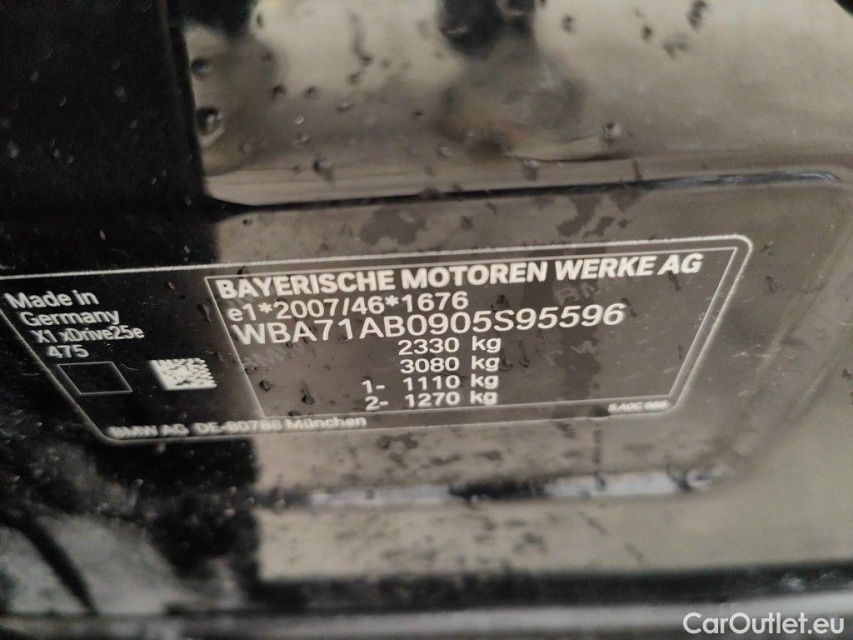 Made in
Germany
X1 xDrive25e
475
BAYERISCHE MOTOREN WERKE AG
e1*2007/46*1676
WBA71AB0905S95596
2330 kg
3080 kg
1- 1110 kg
2- 1270 kg
BMW AG, DE-80788 München
CarOutlet.eu